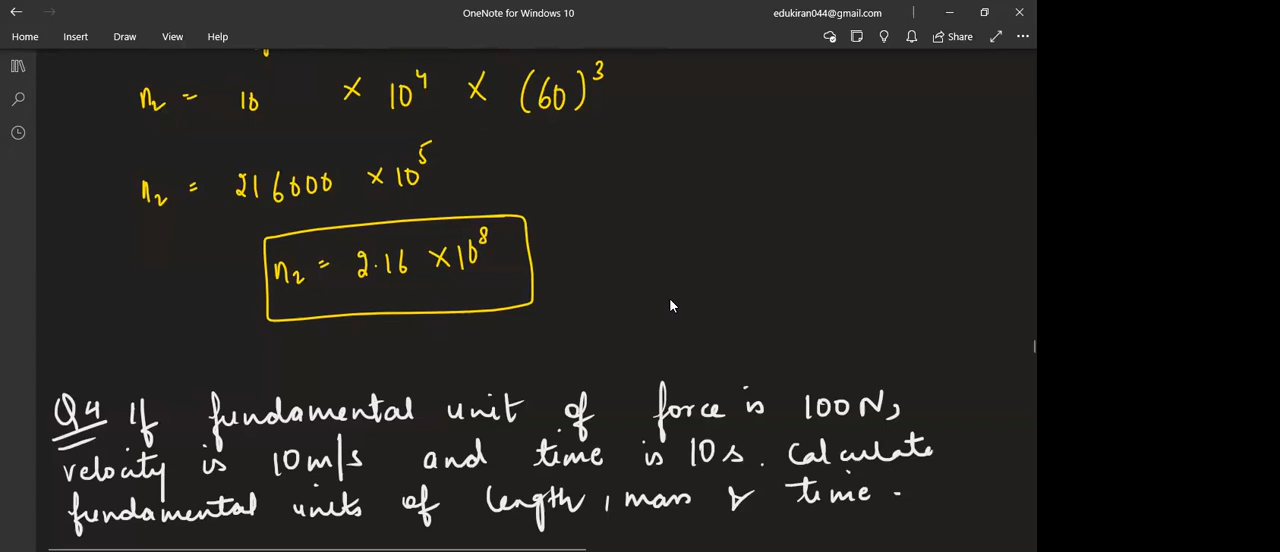 OneNote for Windows 10
edukiran044@gmail.com
Home Insert Draw View Help
Share
n₂ = 10 × 10⁴ × (60)³
n₂ = 216000 × 10⁵
n₂ = 2.16 × 10⁸
Q4 If fundamental unit of force is 100N,
velocity is 10m/s and time is 10s. Calculate
fundamental units of length, mass & time.